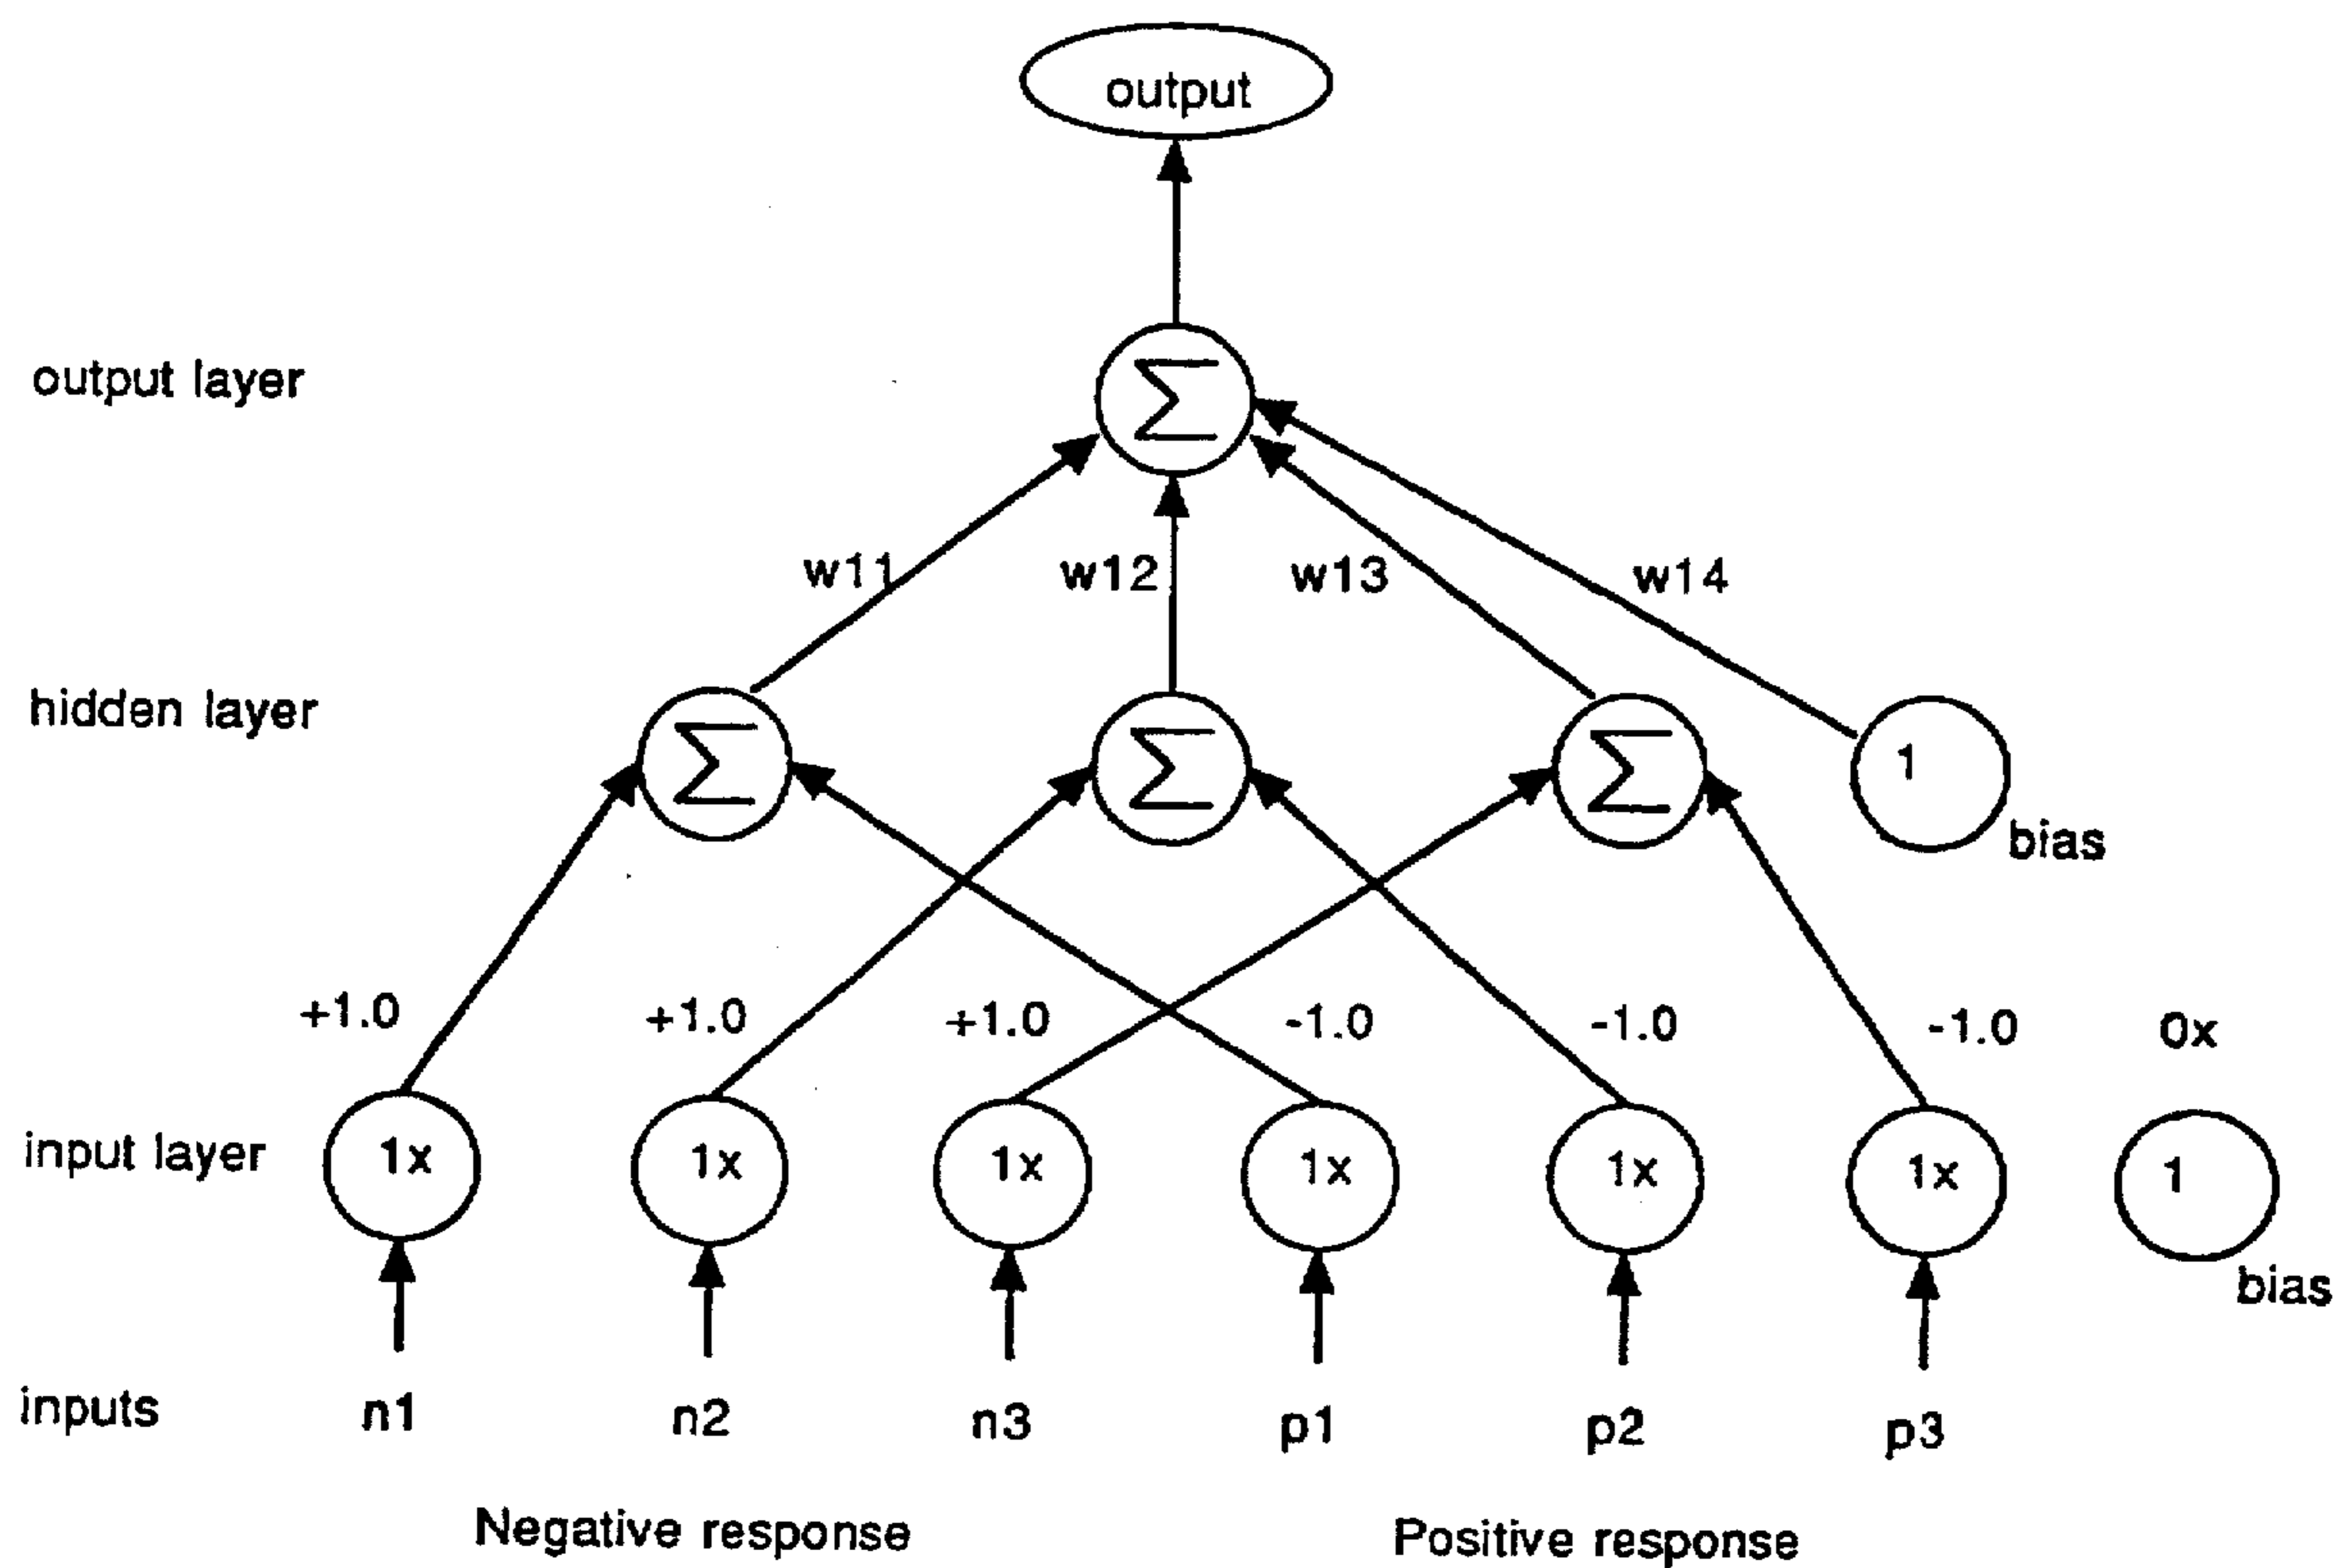 output
output layer
Σ
w11 w12 w13 w14
hidden layer
Σ Σ Σ 1
bias
+1.0 +1.0 +1.0 -1.0 -1.0 -1.0 0x
input layer 1x 1x 1x 1x 1x 1x 1
bias
inputs n1 n2 n3 p1 p2 p3
Negative response Positive response